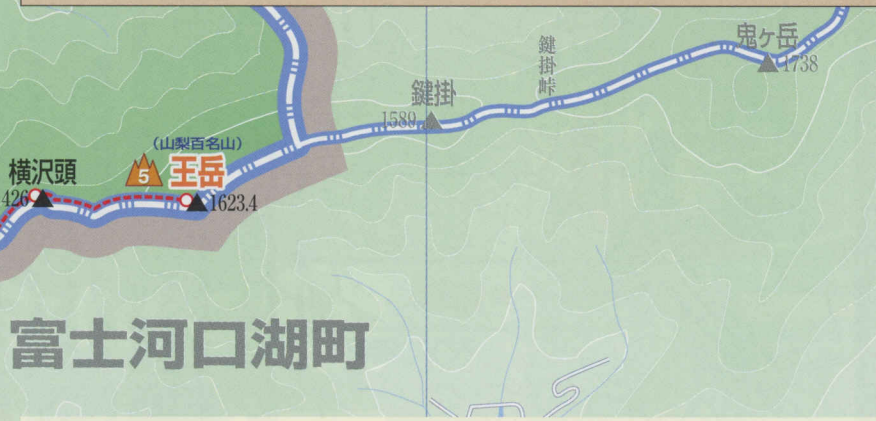 鬼ヶ岳
1738
鍵掛峠
鍵掛
1589
(山梨百名山)
5
王岳
1623.4
横沢頭
426
富士河口湖町